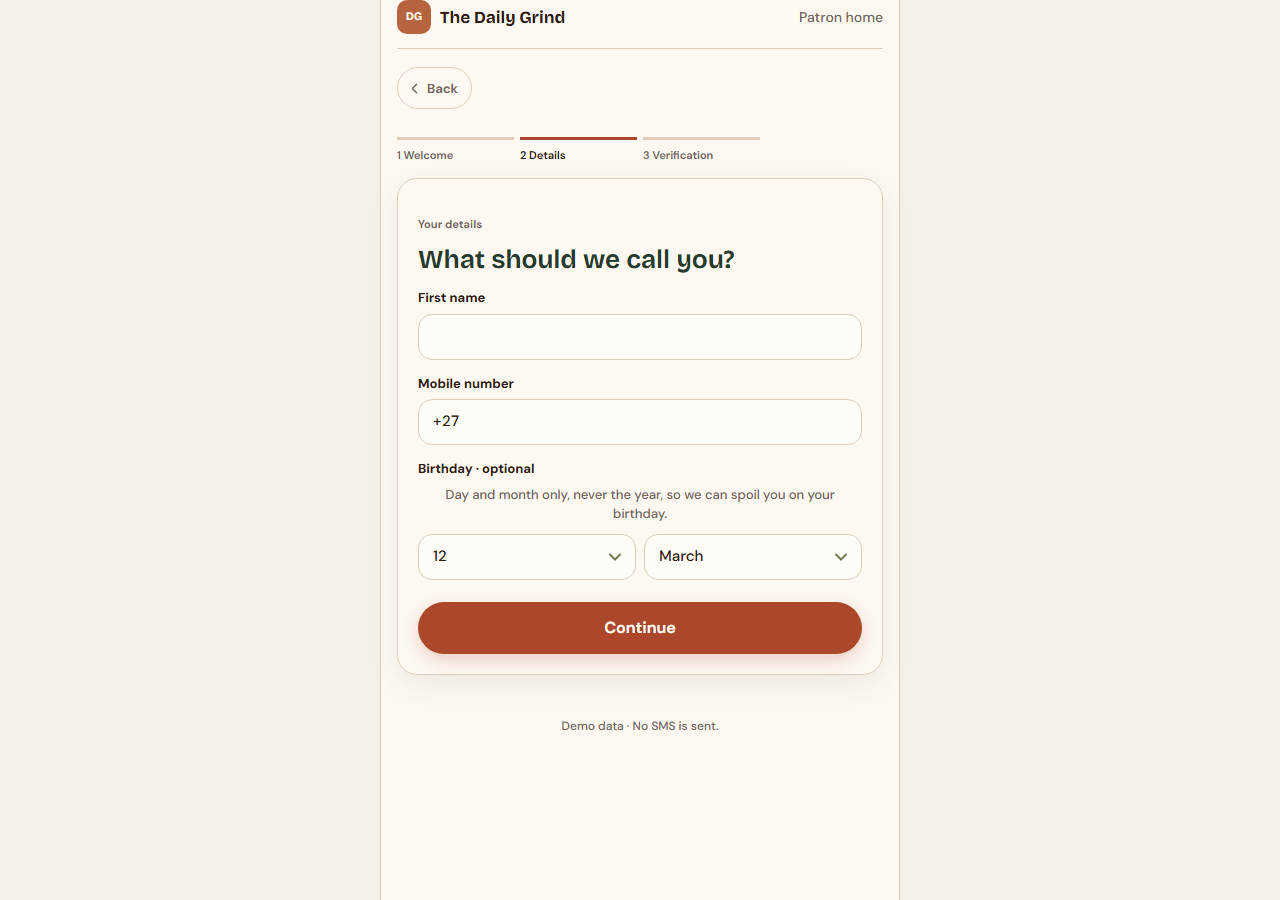 DG
The Daily Grind
Patron home
Back
1 Welcome
2 Details
3 Verification
Your details
What should we call you?
First name
Mobile number
+27
Birthday · optional
Day and month only, never the year, so we can spoil you on your
birthday.
12
March
Continue
Demo data · No SMS is sent.